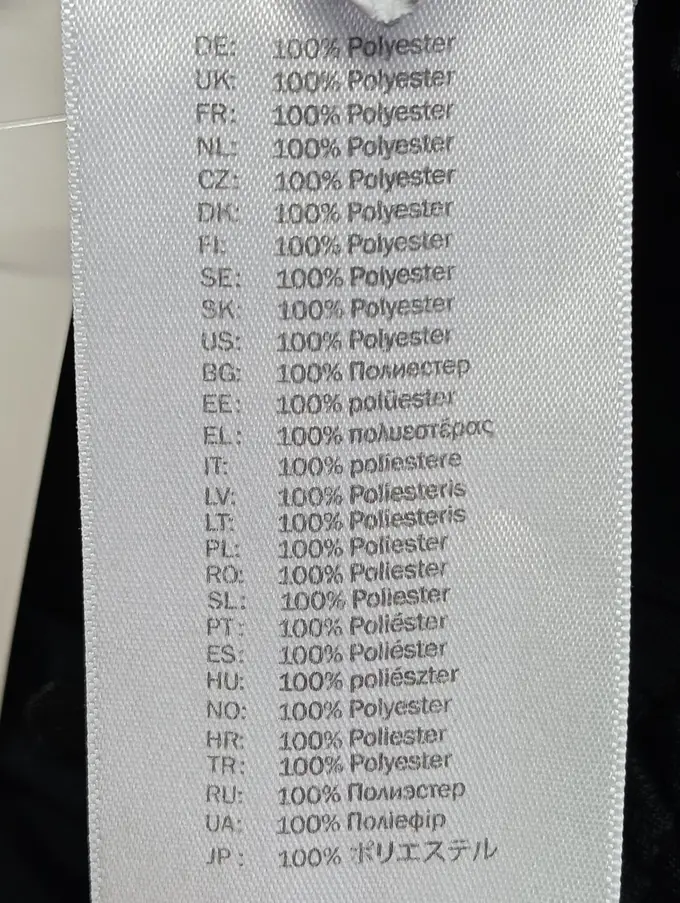 DE: 100% Polyester
UK: 100% Polyester
FR: 100% Polyester
NL: 100% Polyester
CZ: 100% Polyester
DK: 100% Polyester
FI: 100% Polyester
SE: 100% Polyester
SK: 100% Polyester
US: 100% Polyester
BG: 100% Полиестер
EE: 100% polüester
EL: 100% πολυεστέρας
IT: 100% poliestere
LV: 100% Poliesteris
LT: 100% Poliesteris
PL: 100% Poliester
RO: 100% Poliester
SL: 100% Poliester
PT: 100% Poliéster
ES: 100% Poliéster
HU: 100% poliészter
NO: 100% Polyester
HR: 100% Poliester
TR: 100% Polyester
RU: 100% Полиэстер
UA: 100% Поліефір
JP: 100% ポリエステル